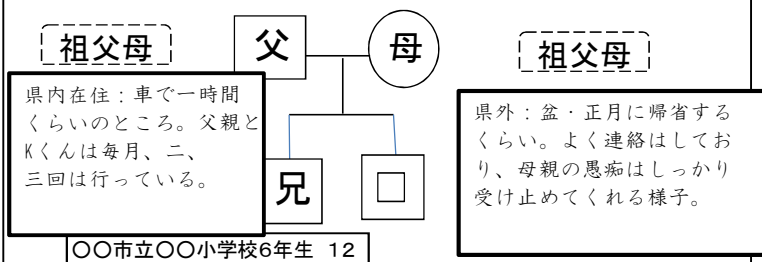 祖父母
父
母
祖父母
県内在住：車で一時間
くらいのところ。父親と
Kくんは毎月、二、
三回は行っている。
県外：盆・正月に帰省する
くらい。よく連絡はしてお
り、母親の愚痴はしっかり
受け止めてくれる様子。
兄
□
〇〇市立〇〇小学校6年生 12